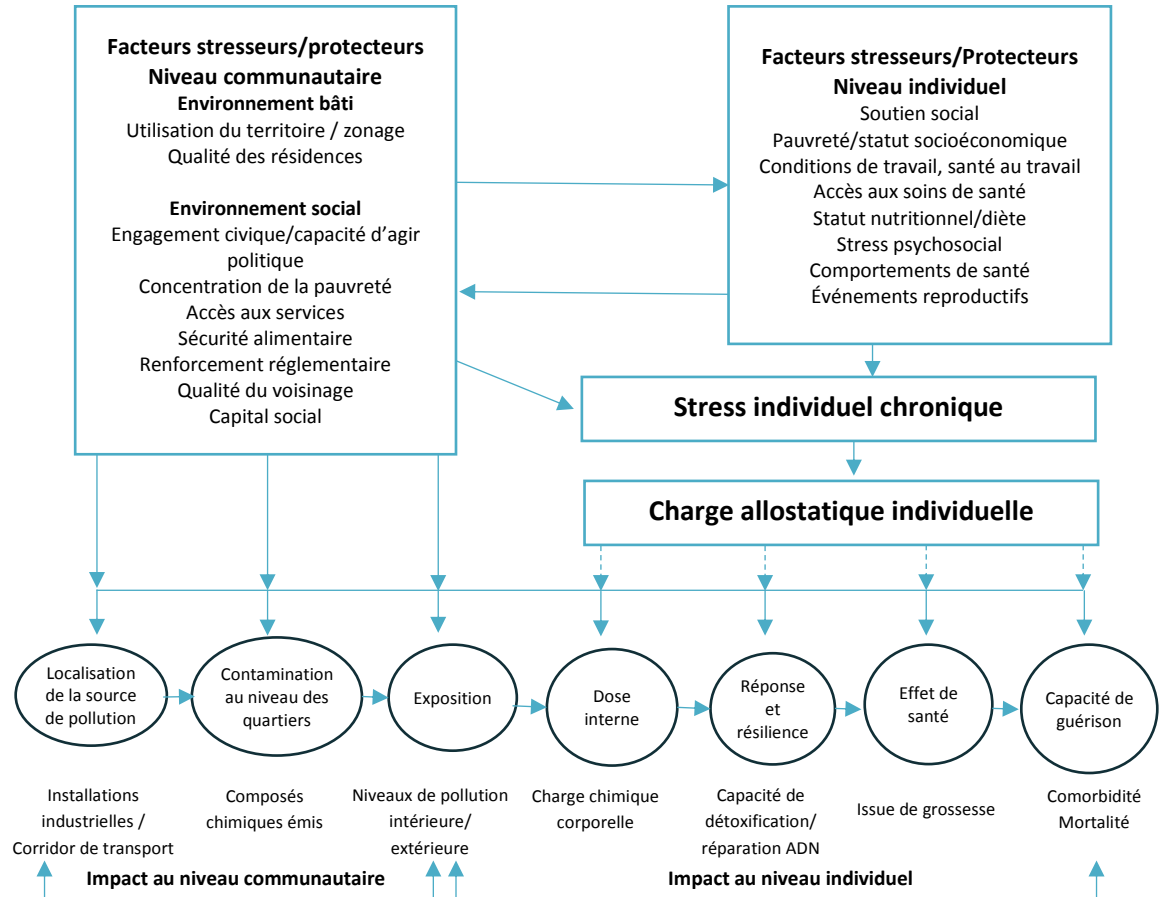 Facteurs stresseurs/protecteurs
Niveau communautaire
Environnement bâti
Utilisation du territoire / zonage
Qualité des résidences
Environnement social
Engagement civique/capacité d'agir
politique
Concentration de la pauvreté
Accès aux services
Sécurité alimentaire
Renforcement réglementaire
Qualité du voisinage
Capital social
Facteurs stresseurs/Protecteurs
Niveau individuel
Soutien social
Pauvreté/statut socioéconomique
Conditions de travail, santé au travail
Accès aux soins de santé
Statut nutritionnel/diète
Stress psychosocial
Comportements de santé
Événements reproductifs
Stress individuel chronique
Charge allostatique individuelle
Localisation
de la source
de pollution
Contamination
au niveau des
quartiers
Exposition
Dose
interne
Réponse
et
résilience
Effet de
santé
Capacité de
guérison
Installations
industrielles /
Corridor de transport
Composés
chimiques émis
Niveaux de pollution
intérieure/
extérieure
Charge chimique
corporelle
Capacité de
détoxification/
réparation ADN
Issue de grossesse
Comorbidité
Mortalité
Impact au niveau communautaire
Impact au niveau individuel